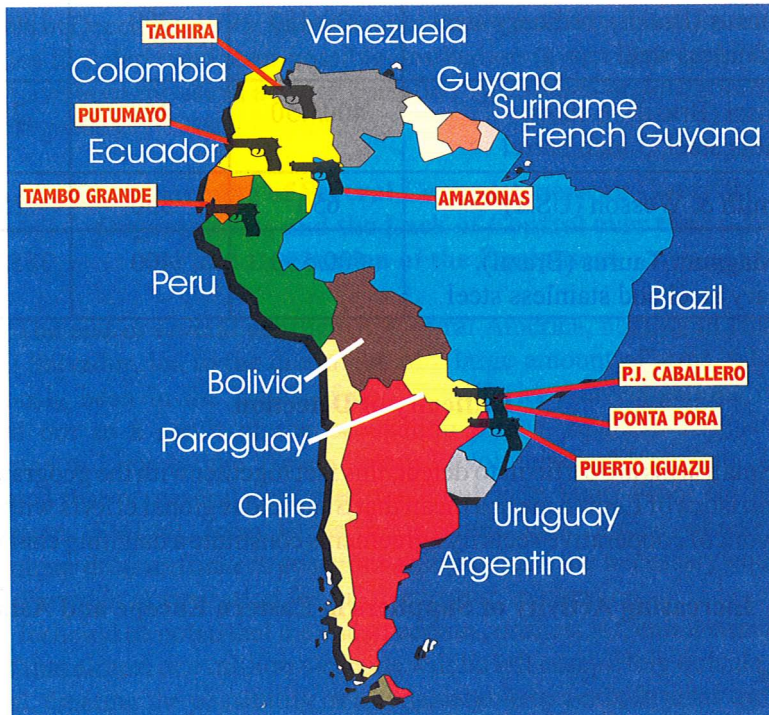 TACHIRA
Venezuela
Colombia
Guyana
Suriname
French Guyana
PUTUMAYO
Ecuador
TAMBO GRANDE
AMAZONAS
Peru
Brazil
Bolivia
P.J. CABALLERO
PONTA PORA
Paraguay
PUERTO IGUAZU
Chile
Uruguay
Argentina